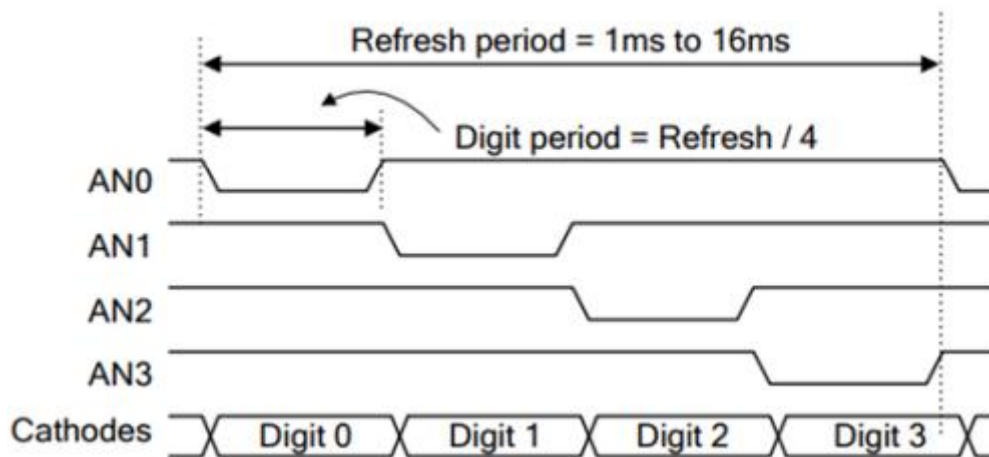 Refresh period = 1ms to 16ms
Digit period = Refresh / 4
AN0
AN1
AN2
AN3
Cathodes Digit 0 Digit 1 Digit 2 Digit 3